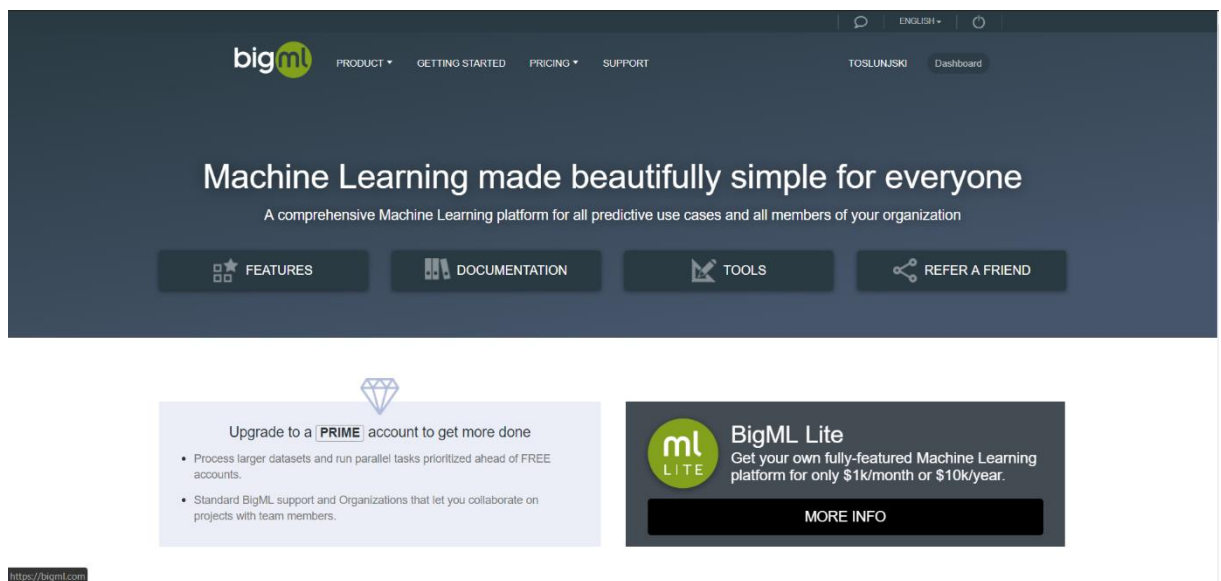 ENGLISH
bigml
PRODUCT
GETTING STARTED
PRICING
SUPPORT
TOSLUNJSKI
Dashboard
Machine Learning made beautifully simple for everyone
A comprehensive Machine Learning platform for all predictive use cases and all members of your organization
FEATURES
DOCUMENTATION
TOOLS
REFER A FRIEND
Upgrade to a PRIME account to get more done
• Process larger datasets and run parallel tasks prioritized ahead of FREE
accounts.
• Standard BigML support and Organizations that let you collaborate on
projects with team members.
ml
LITE
BigML Lite
Get your own fully-featured Machine Learning
platform for only $1k/month or $10k/year.
MORE INFO
https://bigml.com